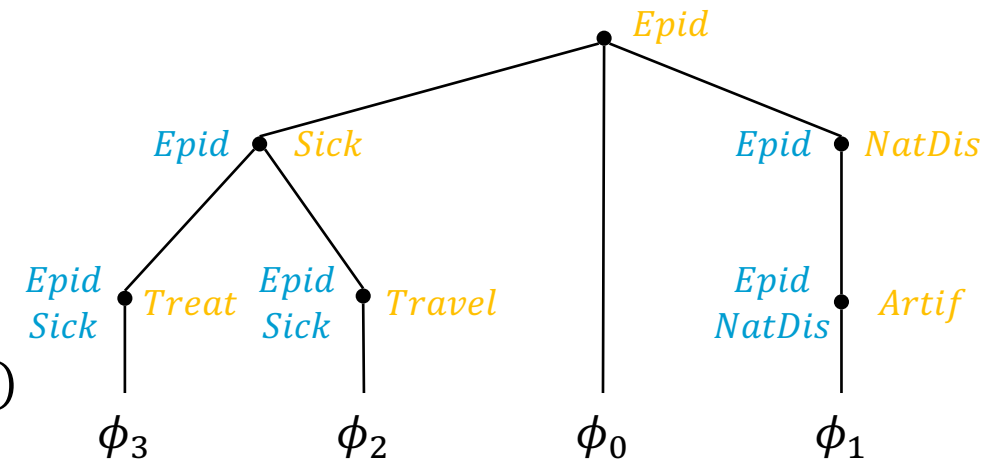 Epid
Epid Sick
Epid NatDis
Epid
Sick
Treat
Epid
Sick
Travel
Epid
NatDis
Artif
)
ϕ₃ ϕ₂ ϕ₀ ϕ₁